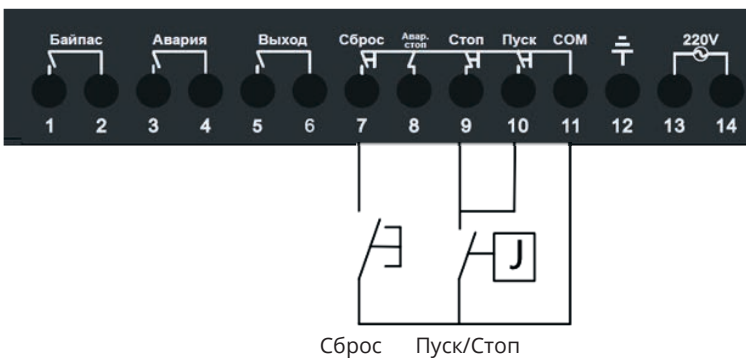 Байпас Авария Выход Сброс Авар. стоп Стоп Пуск COM 220V
1 2 3 4 5 6 7 8 9 10 11 12 13 14
J
Сброс Пуск/Стоп